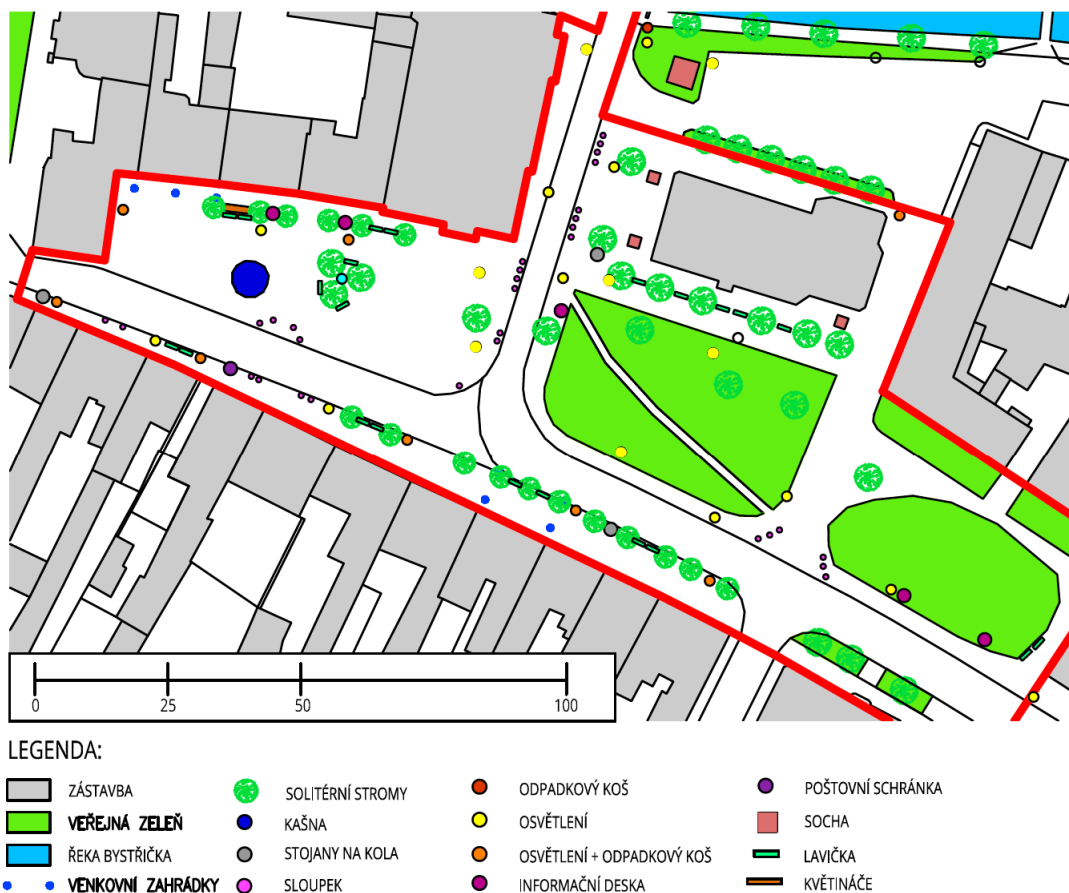 0 25 50 100
LEGENDA:
ZÁSTAVBA
VEŘEJNÁ ZELEŇ
ŘEKA BYSTŘIČKA
VENKOVNÍ ZAHRÁDKY
SOLITÉRNÍ STROMY
KAŠNA
STOJANY NA KOLA
SLOUPEK
ODPADKOVÝ KOŠ
OSVĚTLENÍ
OSVĚTLENÍ + ODPADKOVÝ KOŠ
INFORMAČNÍ DESKA
POŠTOVNÍ SCHRÁNKA
SOCHA
LAVIČKA
KVĚTINÁČE